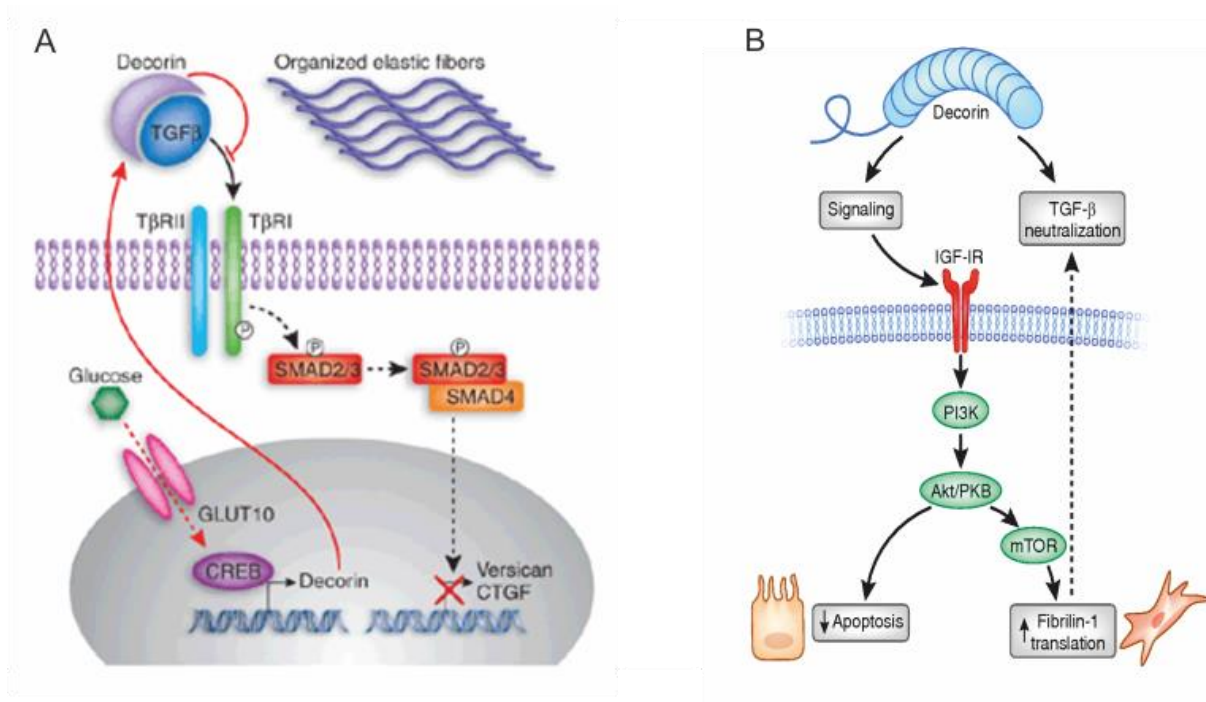 A
Decorin
Organized elastic fibers
TGFβ
TβRII
TβRI
P
P
SMAD2/3
P
SMAD2/3
SMAD4
Glucose
GLUT10
CREB
Decorin
Versican
CTGF
B
Decorin
Signaling
TGF-β
neutralization
IGF-IR
PI3K
Akt/PKB
mTOR
↓ Apoptosis
↑ Fibrilin-1
translation